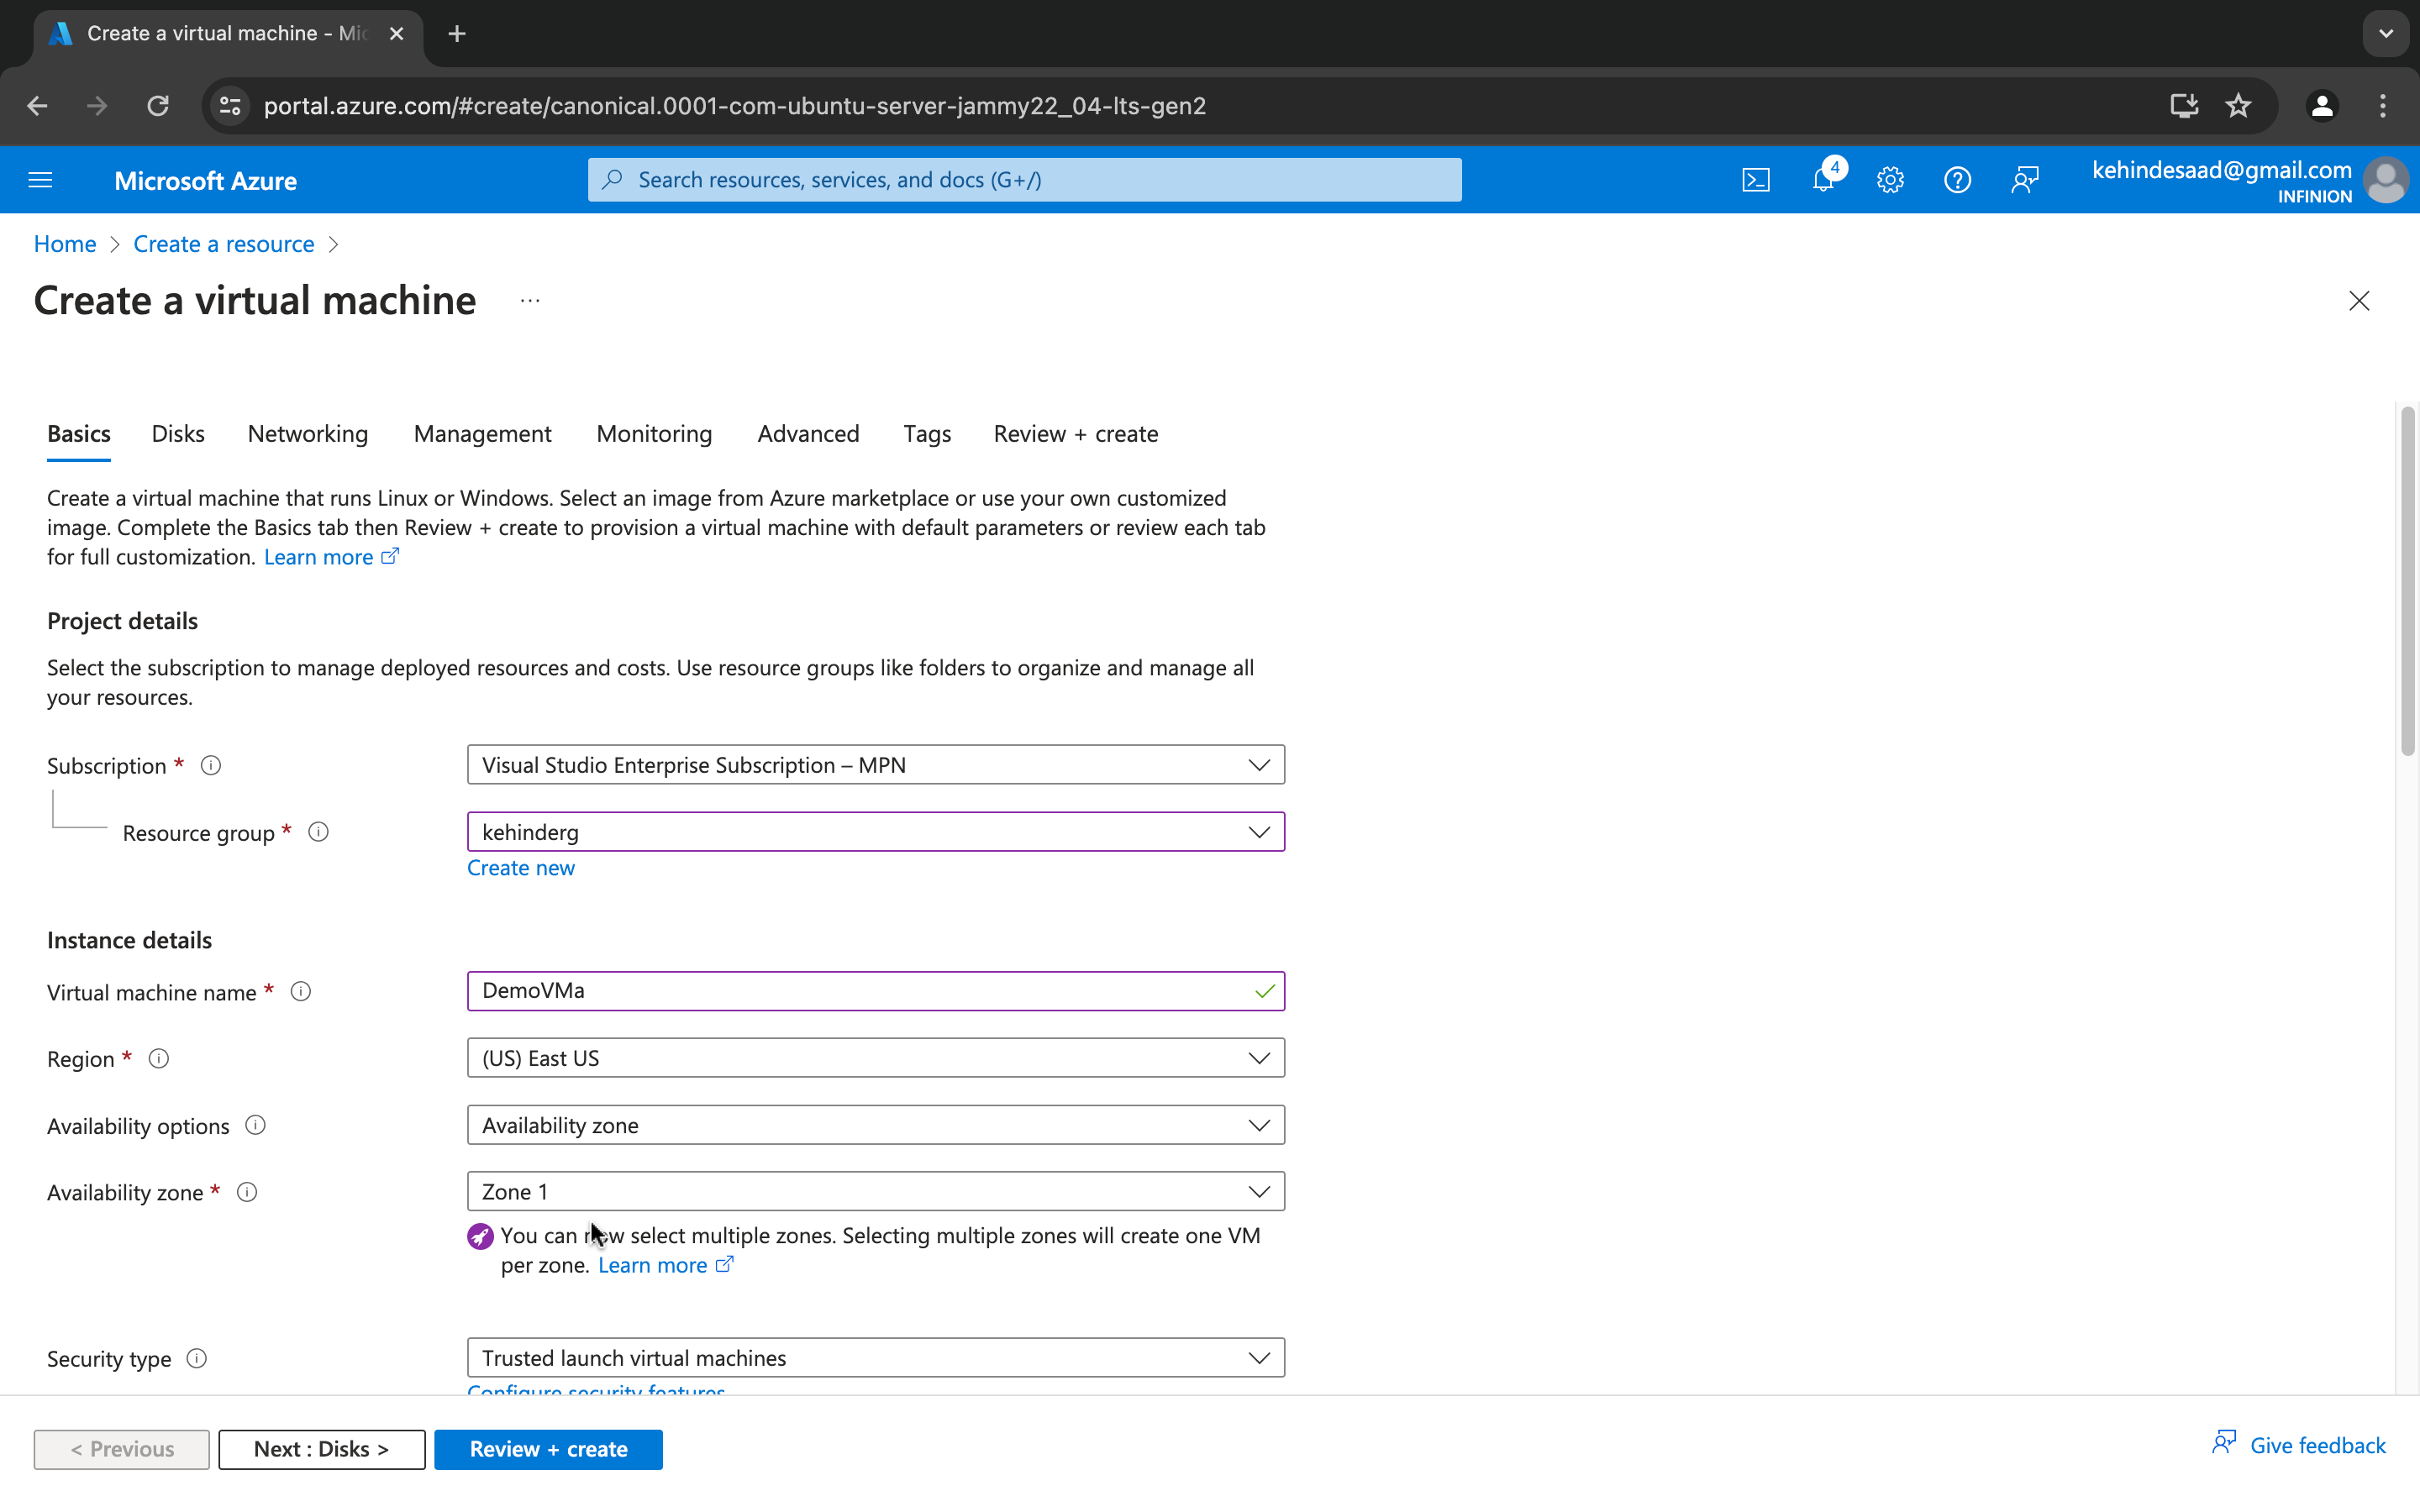 Create a virtual machine - Mic
portal.azure.com/#create/canonical.0001-com-ubuntu-server-jammy22_04-lts-gen2
Microsoft Azure
Search resources, services, and docs (G+/)
4
kehindesaad@gmail.com
INFINION
Home > Create a resource >
Create a virtual machine ...
Basics Disks Networking Management Monitoring Advanced Tags Review + create
Create a virtual machine that runs Linux or Windows. Select an image from Azure marketplace or use your own customized
image. Complete the Basics tab then Review + create to provision a virtual machine with default parameters or review each tab
for full customization. Learn more
Project details
Select the subscription to manage deployed resources and costs. Use resource groups like folders to organize and manage all
your resources.
Subscription * Visual Studio Enterprise Subscription – MPN
Resource group * kehinderg
Create new
Instance details
Virtual machine name * DemoVMa
Region * (US) East US
Availability options Availability zone
Availability zone * Zone 1
You can now select multiple zones. Selecting multiple zones will create one VM
per zone. Learn more
Security type Trusted launch virtual machines
Configure security features
< Previous Next : Disks > Review + create Give feedback